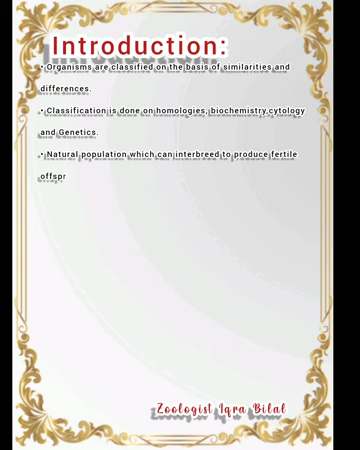 Introduction:
• Organisms are classified on the basis of similarities and
differences.
• Classification is done on homologies, biochemistry,cytology
and Genetics.
• Natural population which can interbreed to produce fertile
offspr
Zoologist Iqra Bilal